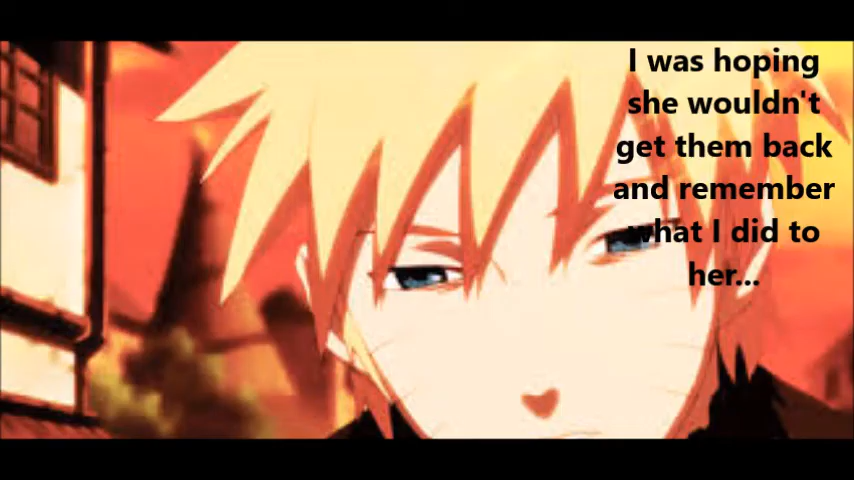 I was hoping
she wouldn't
get them back
and remember
what I did to
her...